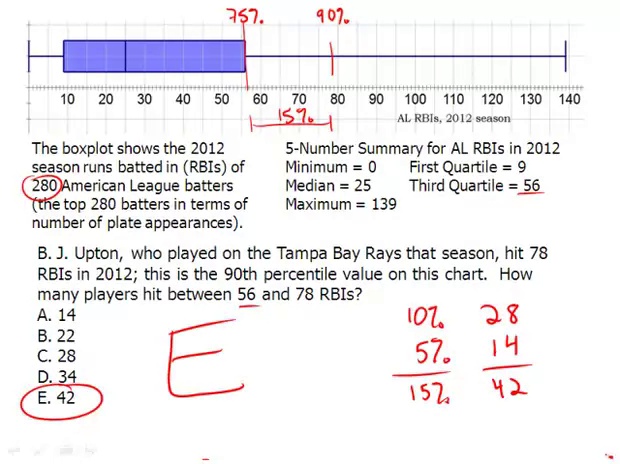 75% 90%
10 20 30 40 50 60 70 80 90 100 110 120 130 140
15%
AL RBIs, 2012 season
The boxplot shows the 2012
season runs batted in (RBIs) of
280 American League batters
(the top 280 batters in terms of
number of plate appearances).
5-Number Summary for AL RBIs in 2012
Minimum = 0 First Quartile = 9
Median = 25 Third Quartile = 56
Maximum = 139
B. J. Upton, who played on the Tampa Bay Rays that season, hit 78
RBIs in 2012; this is the 90th percentile value on this chart. How
many players hit between 56 and 78 RBIs?
A. 14
B. 22
C. 28
D. 34
E. 42
E
10% 28
5% 14
15% 42